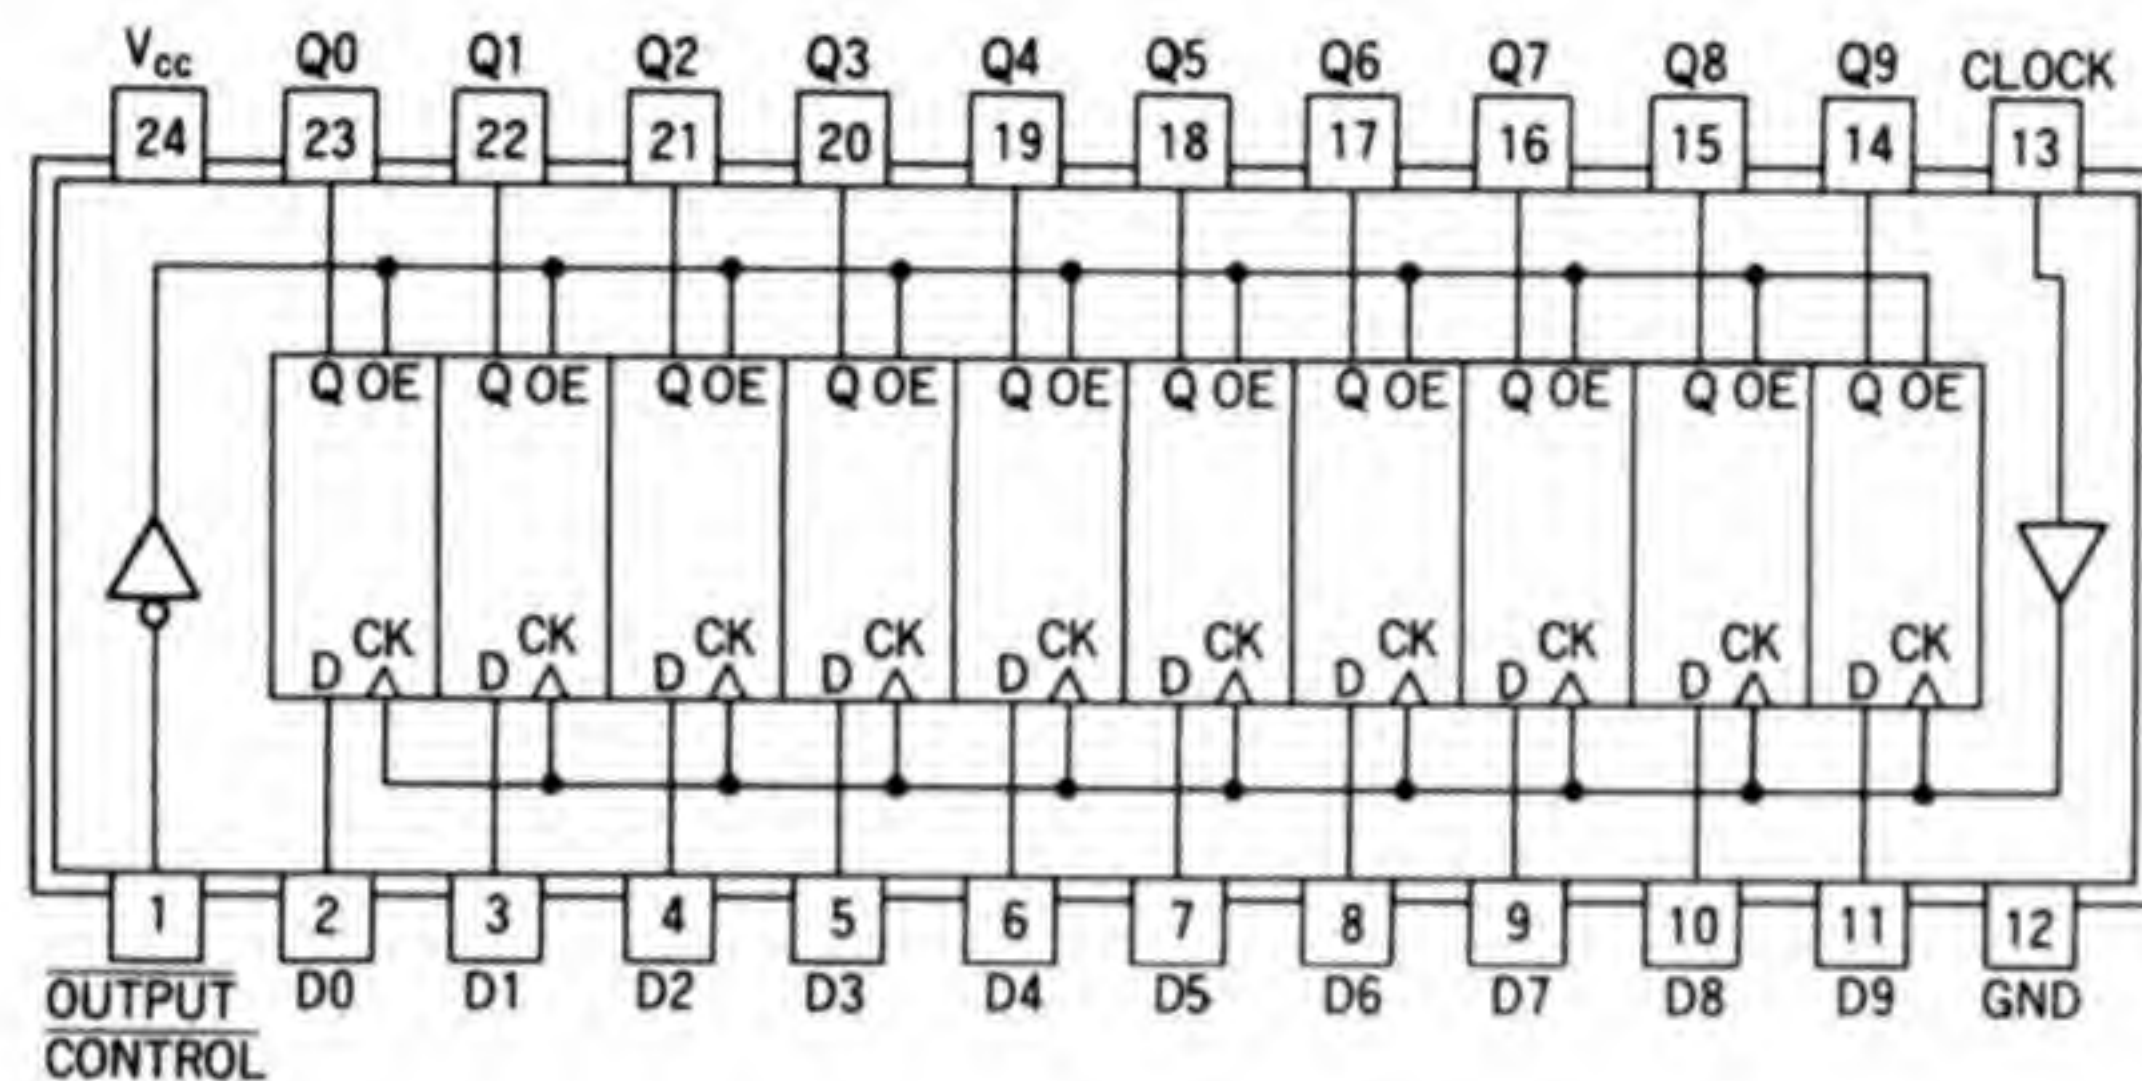 Vcc Q0 Q1 Q2 Q3 Q4 Q5 Q6 Q7 Q8 Q9 CLOCK
24 23 22 21 20 19 18 17 16 15 14 13
Q OE Q OE Q OE Q OE Q OE Q OE Q OE Q OE Q OE Q OE
CK CK CK CK CK CK CK CK CK CK
D D D D D D D D D D
1 2 3 4 5 6 7 8 9 10 11 12
OUTPUT D0 D1 D2 D3 D4 D5 D6 D7 D8 D9 GND
CONTROL